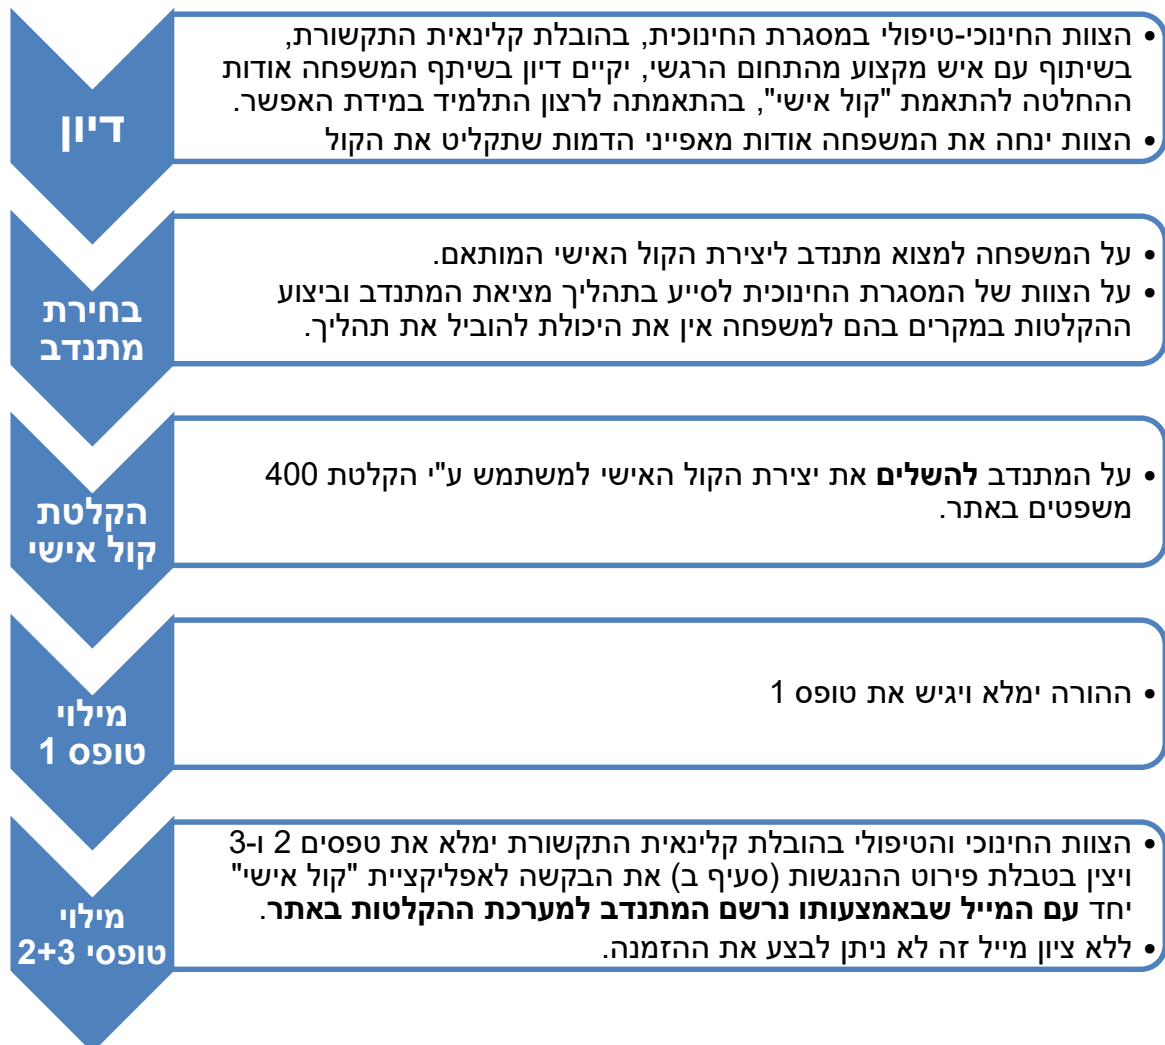 דיון
• הצוות החינוכי-טיפולי במסגרת החינוכית, בהובלת קלינאית התקשורת,
בשיתוף עם איש מקצוע מהתחום הרגשי, יקיים דיון בשיתף המשפחה אודות
ההחלטה להתאמת "קול אישי", בהתאמתה לרצון התלמיד במידת האפשר.
• הצוות ינחה את המשפחה אודות מאפייני הדמות שתקליט את הקול
בחירת
מתנדב
• על המשפחה למצוא מתנדב ליצירת הקול האישי המותאם.
• על הצוות של המסגרת החינוכית לסייע בתהליך מציאת המתנדב וביצוע
ההקלטות במקרים בהם למשפחה אין את היכולת להוביל את תהליך.
הקלטת
קול אישי
• על המתנדב להשלים את יצירת הקול האישי למשתמש ע"י הקלטת 400
משפטים באתר.
מילוי
טופס 1
• ההורה ימלא ויגיש את טופס 1
מילוי
טופסי 2+3
• הצוות החינוכי והטיפולי בהובלת קלינאית התקשורת ימלא את טפסים 2 ו-3
ויצין בטבלת פירוט ההנגשות (סעיף ב) את הבקשה לאפליקציית "קול אישי"
יחד עם המייל שבאמצעותו נרשם המתנדב למערכת ההקלטות באתר.
• ללא ציון מייל זה לא ניתן לבצע את ההזמנה.